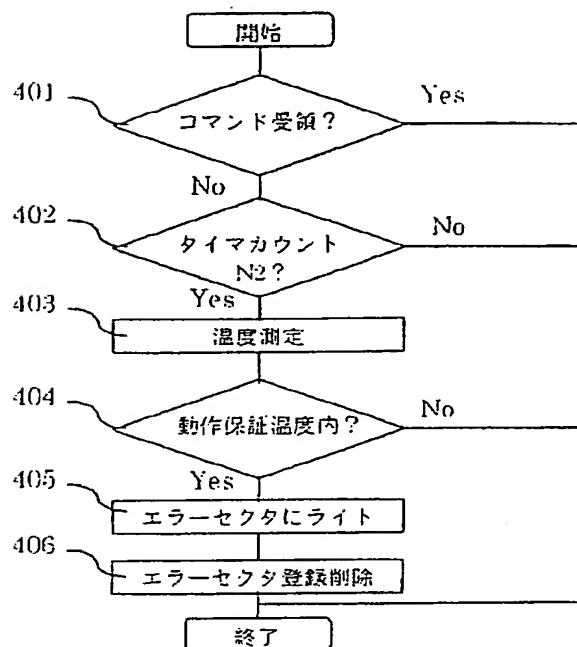 開始
401
コマンド受領?
Yes
No
402
タイマカウント
N2?
No
Yes
403
温度測定
404
動作保証温度内?
No
Yes
405
エラーセクタにライト
406
エラーセクタ登録削除
終了